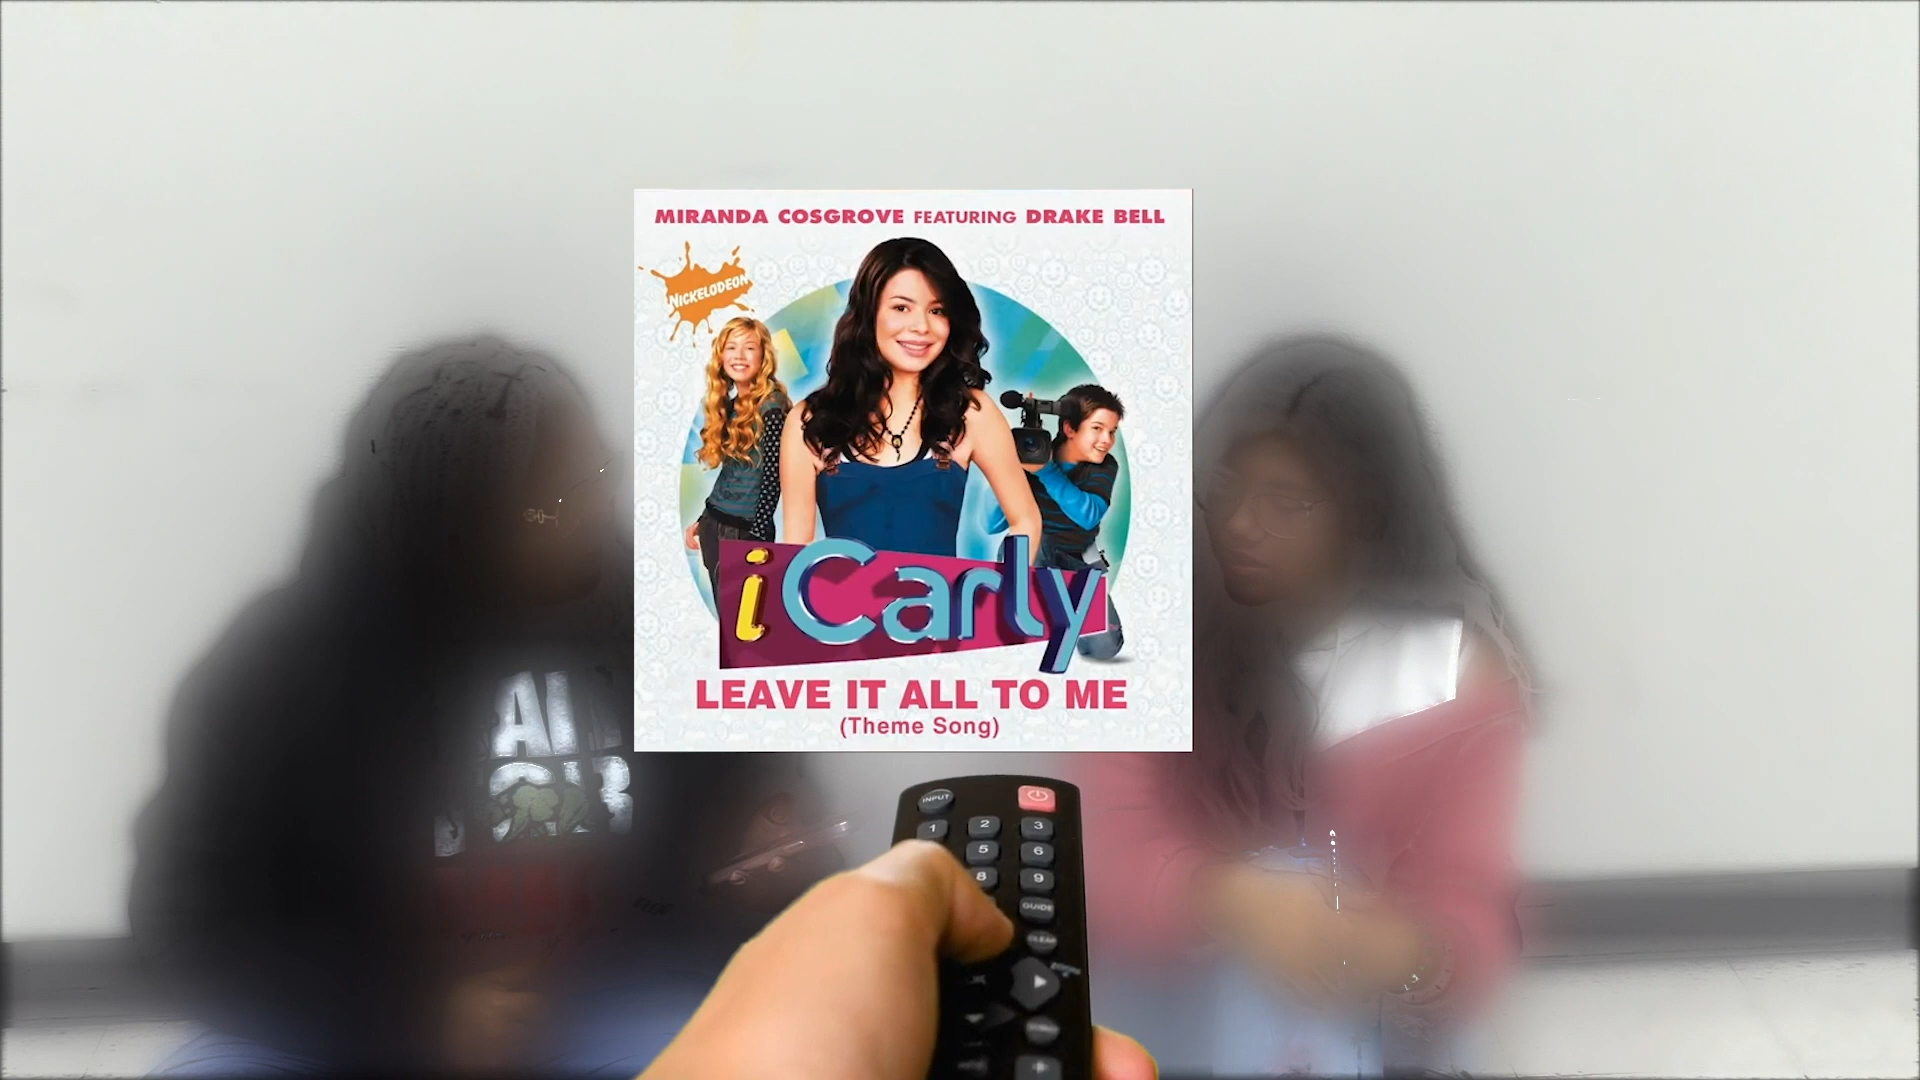 MIRANDA COSGROVE FEATURING DRAKE BELL
NICKELODEON
iCarly
LEAVE IT ALL TO ME
(Theme Song)
INPUT
1 2 3
5 6
8 9
GUIDE
CLEAR